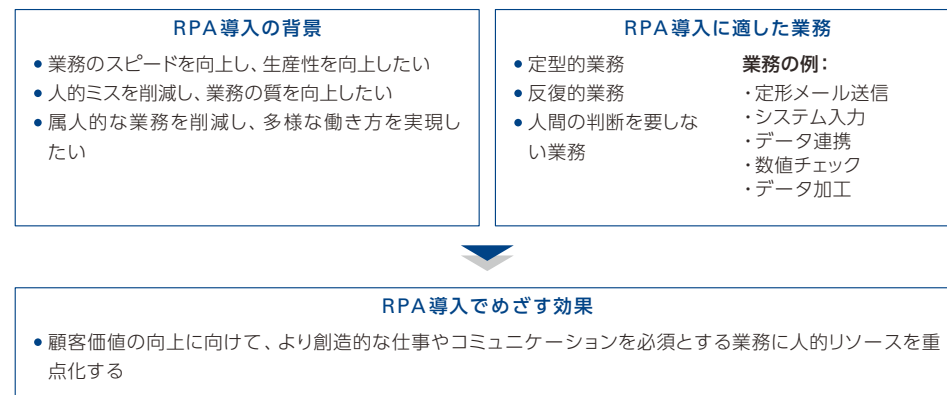 RPA導入の背景
●業務のスピードを向上し、生産性を向上したい
●人的ミスを削減し、業務の質を向上したい
●属人的な業務を削減し、多様な働き方を実現し
たい
RPA導入に適した業務
●定型的業務
●反復的業務
●人間の判断を要しな
い業務
業務の例：
・定形メール送信
・システム入力
・データ連携
・数値チェック
・データ加工
RPA導入でめざす効果
●顧客価値の向上に向けて、より創造的な仕事やコミュニケーションを必須とする業務に人的リソースを重
点化する